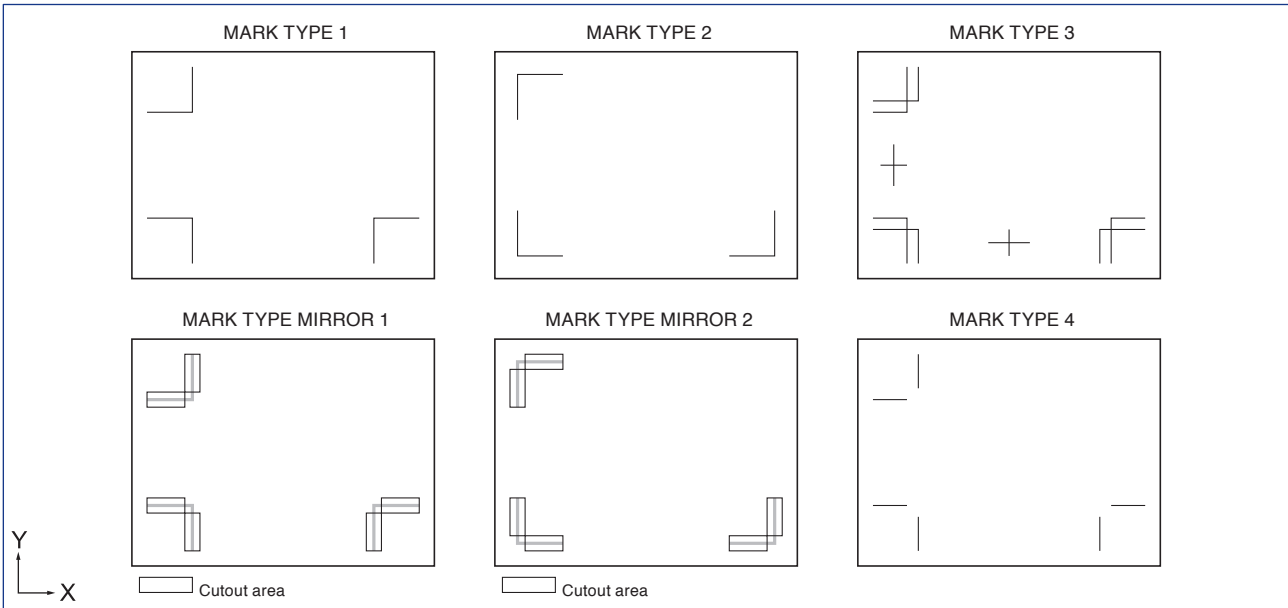 MARK TYPE 1
MARK TYPE 2
MARK TYPE 3
MARK TYPE MIRROR 1
MARK TYPE MIRROR 2
MARK TYPE 4
Y
X
Cutout area
Cutout area